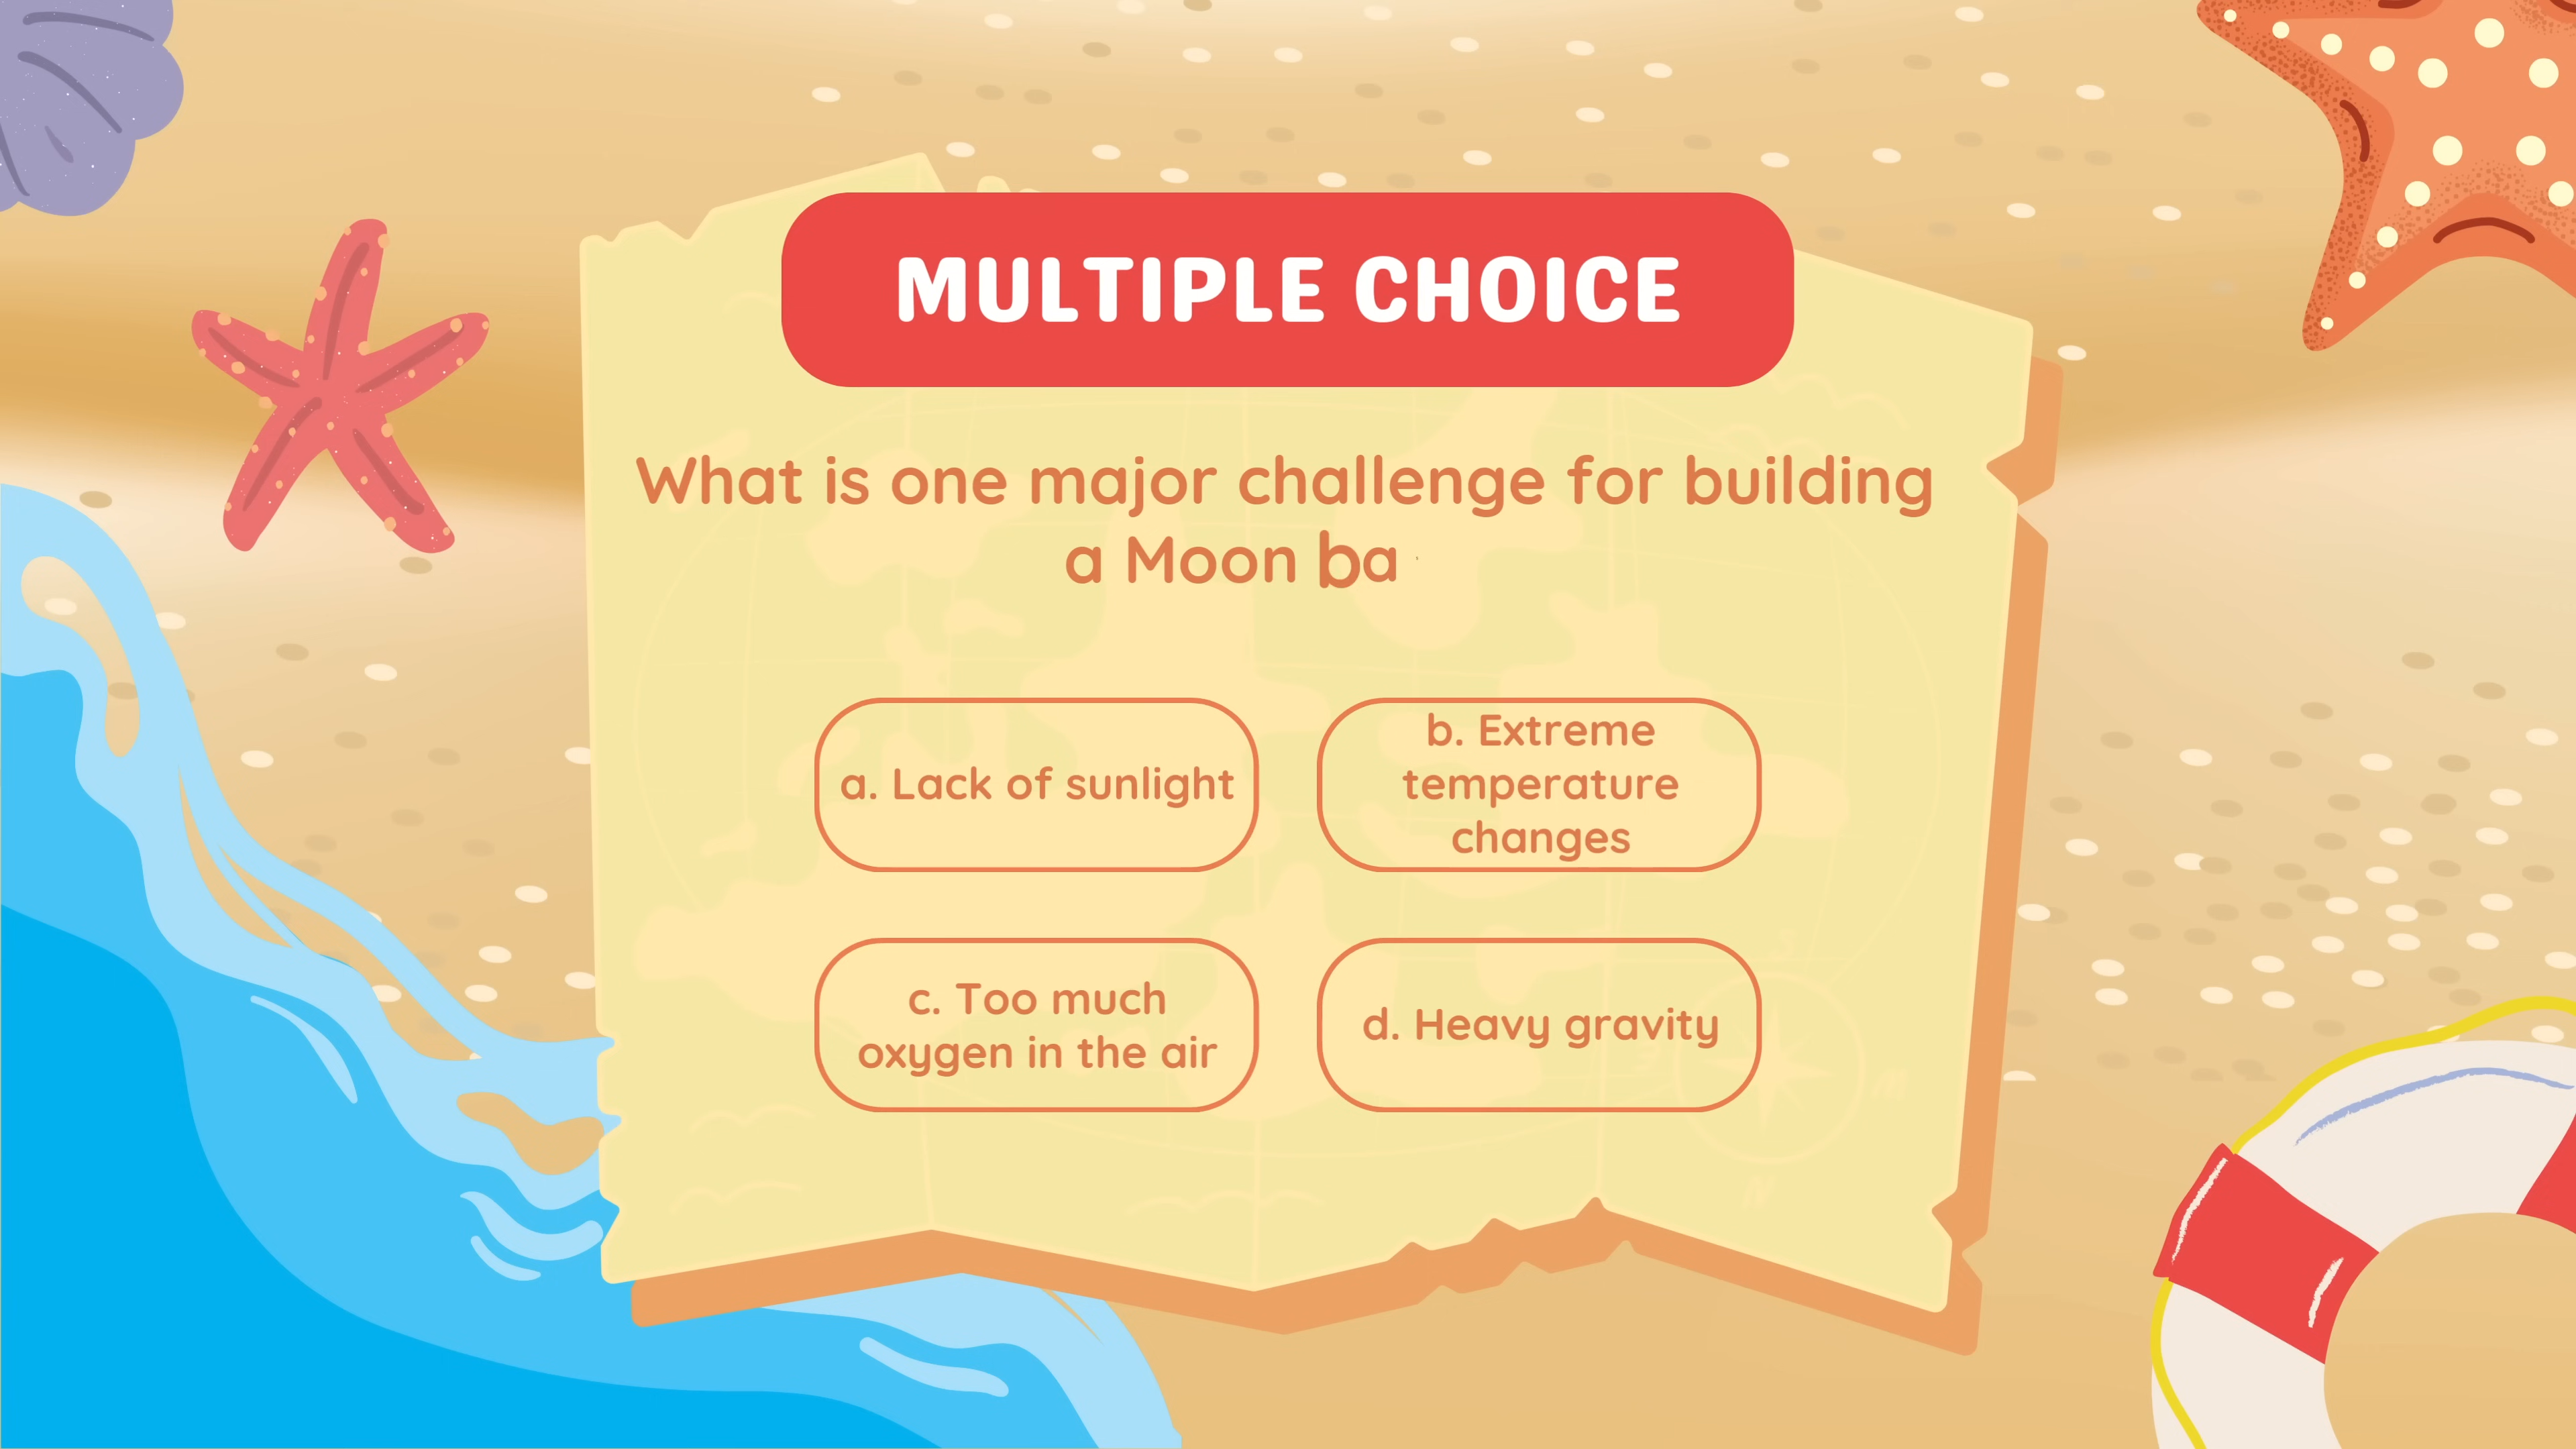 MULTIPLE CHOICE
What is one major challenge for building
a Moon ba
a. Lack of sunlight
b. Extreme
temperature
changes
c. Too much
oxygen in the air
d. Heavy gravity